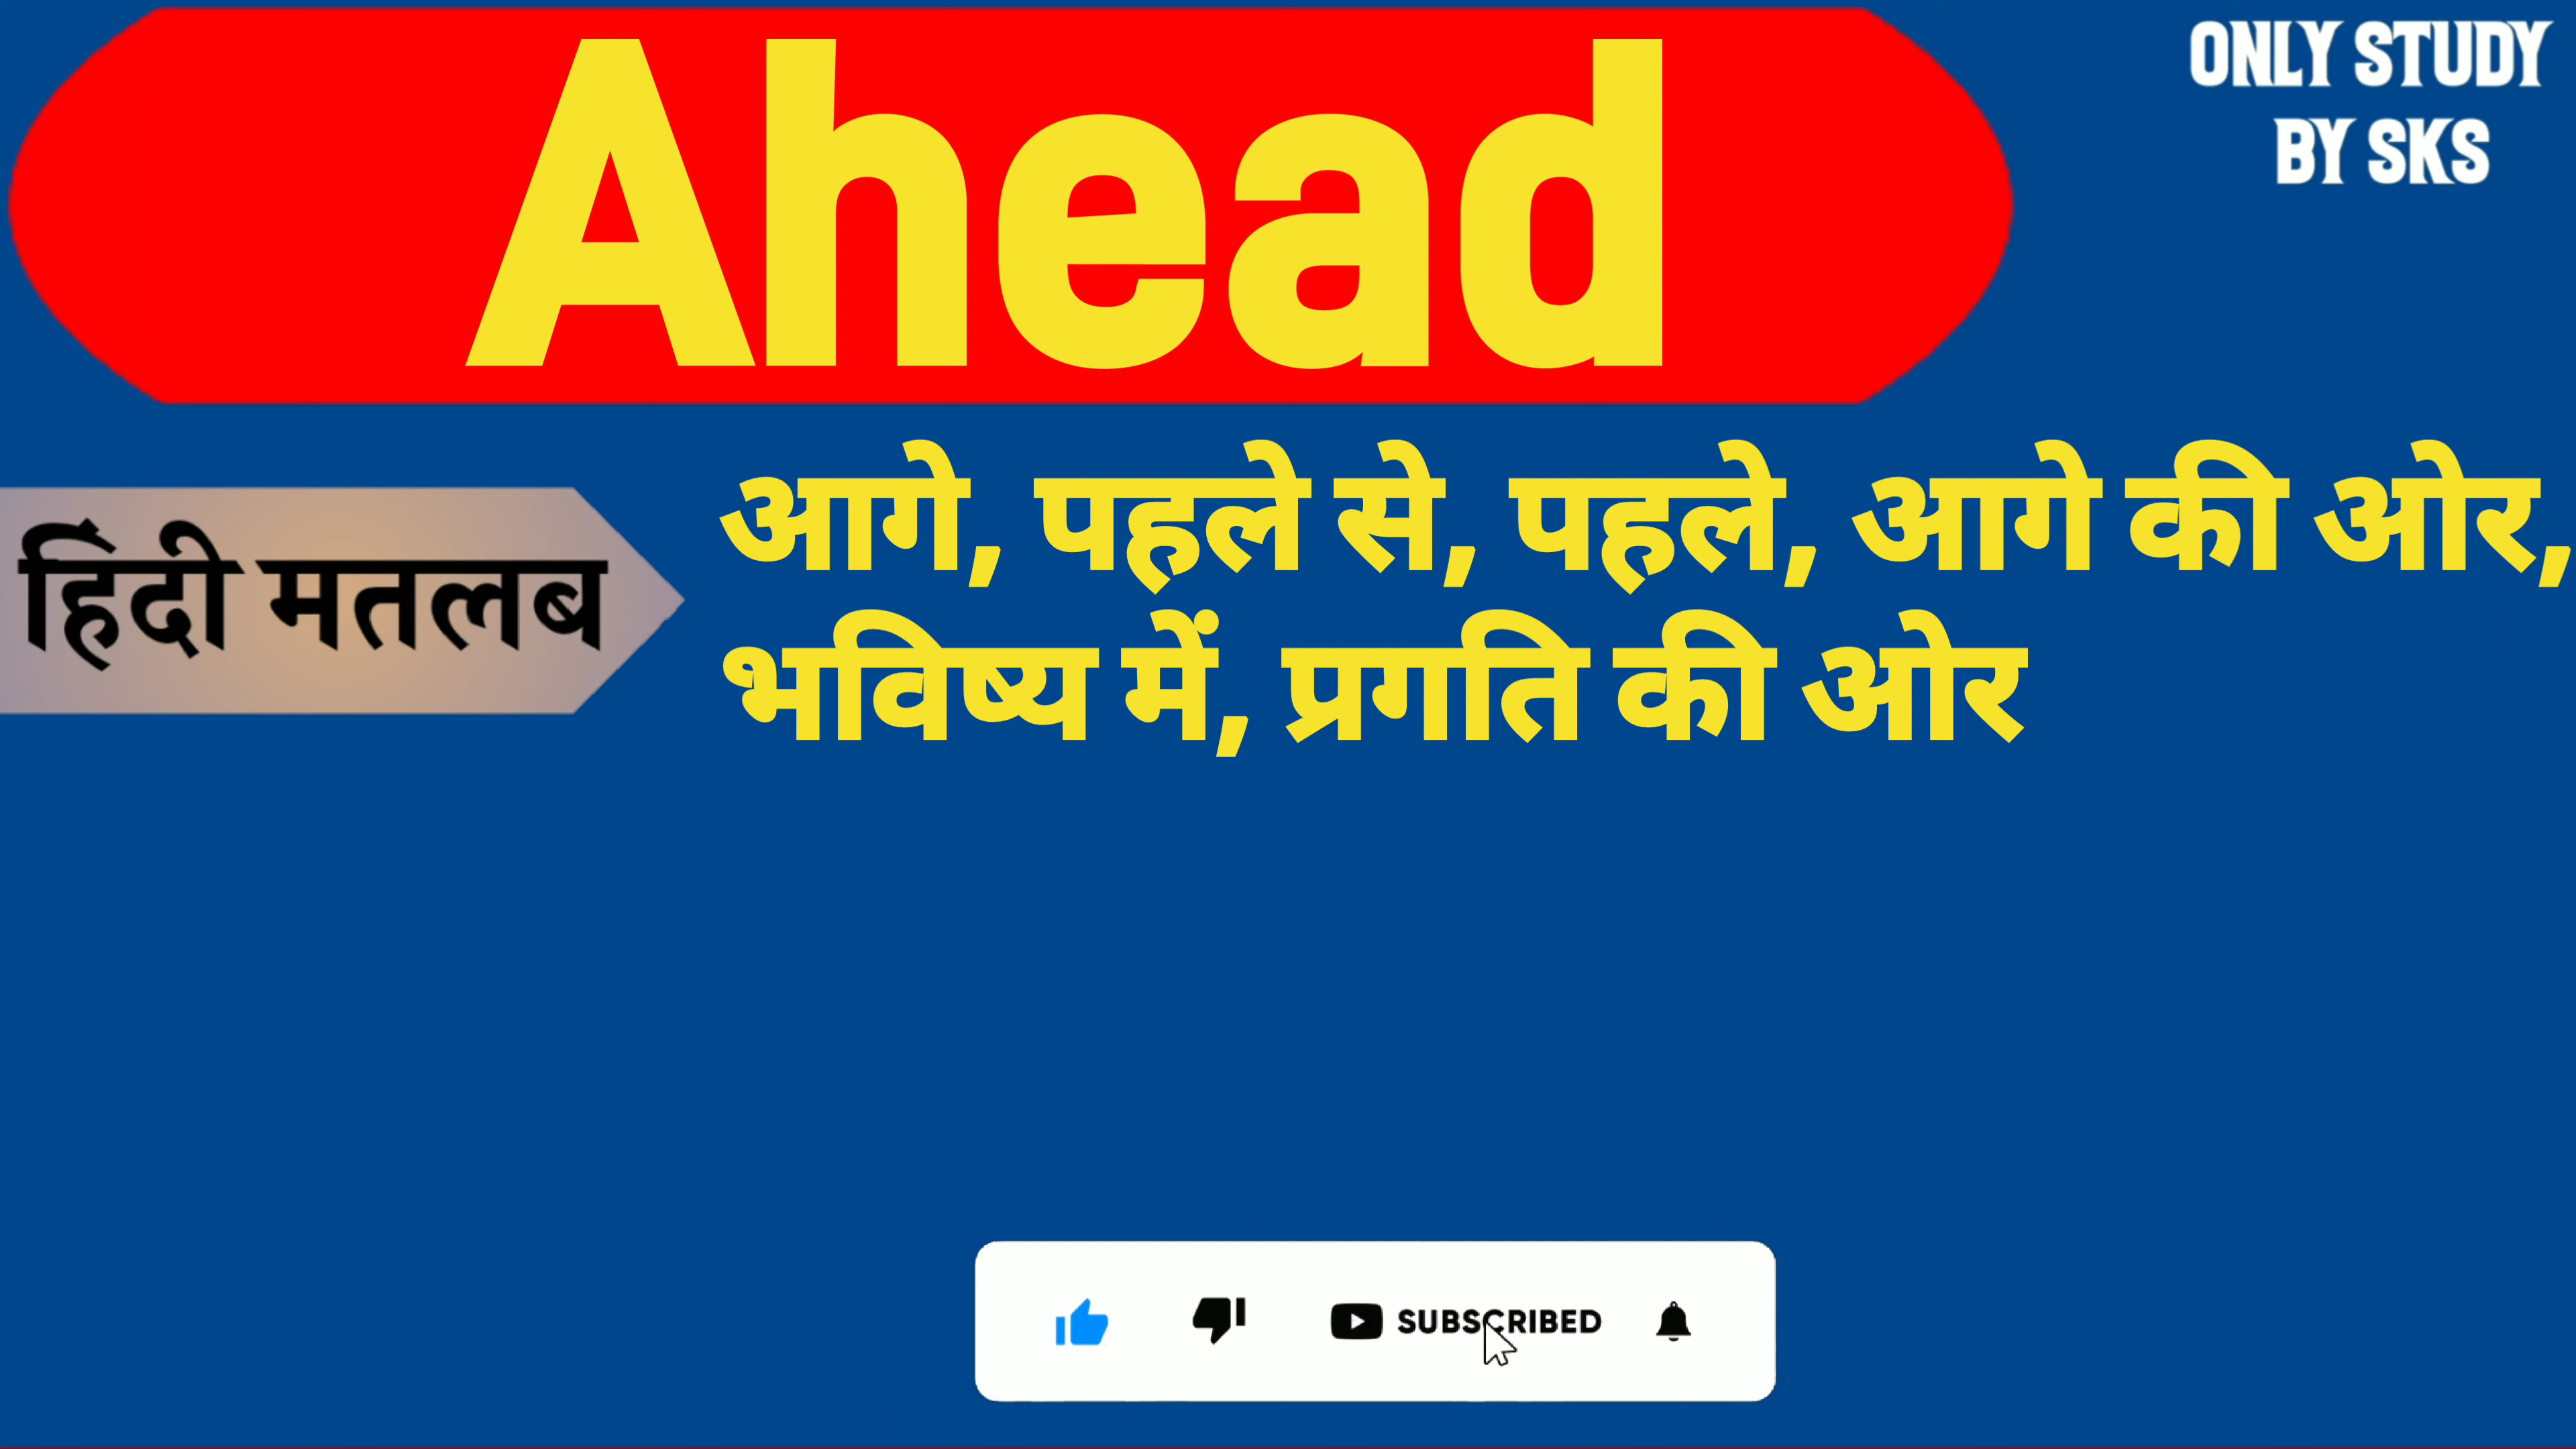 Ahead
ONLY STUDY
BY SKS
हिंदी मतलब
आगे, पहले से, पहले, आगे की ओर,
भविष्य में, प्रगति की ओर
SUBSCRIBED